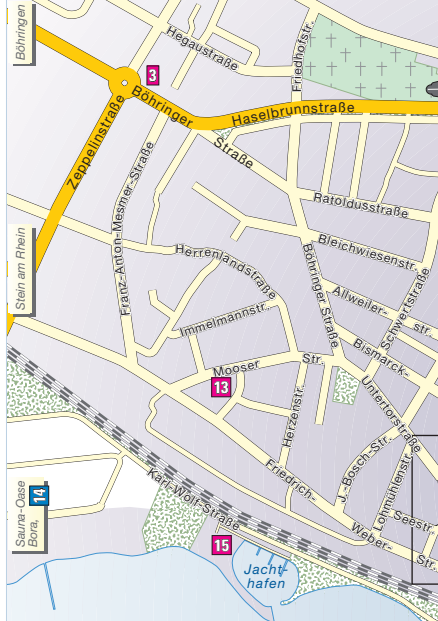 Böhringen
Hegaustraße
Friedhofstr.
3
Böhringer
Straße
Haselbrunnstraße
Zeppelinstraße
Franz-Anton-Mesmer-Straße
Ratoldusstraße
Stein am Rhein
Bleichwiesenstr.
Herrenlandstraße
Böhringer Straße
Allweiler-
str.
Schwertstraße
Immelmannstr.
Bismarck-
Mooser
Str.
13
Untertorstraße
Herzenstr.
J.-Bosch-Str.
Lohmühlenstr.
Friedrich-
Weber-
Str.
Seestr.
Sauna-Oase
Bora,
14
Karl-Wolf-Straße
15
Jacht-
hafen